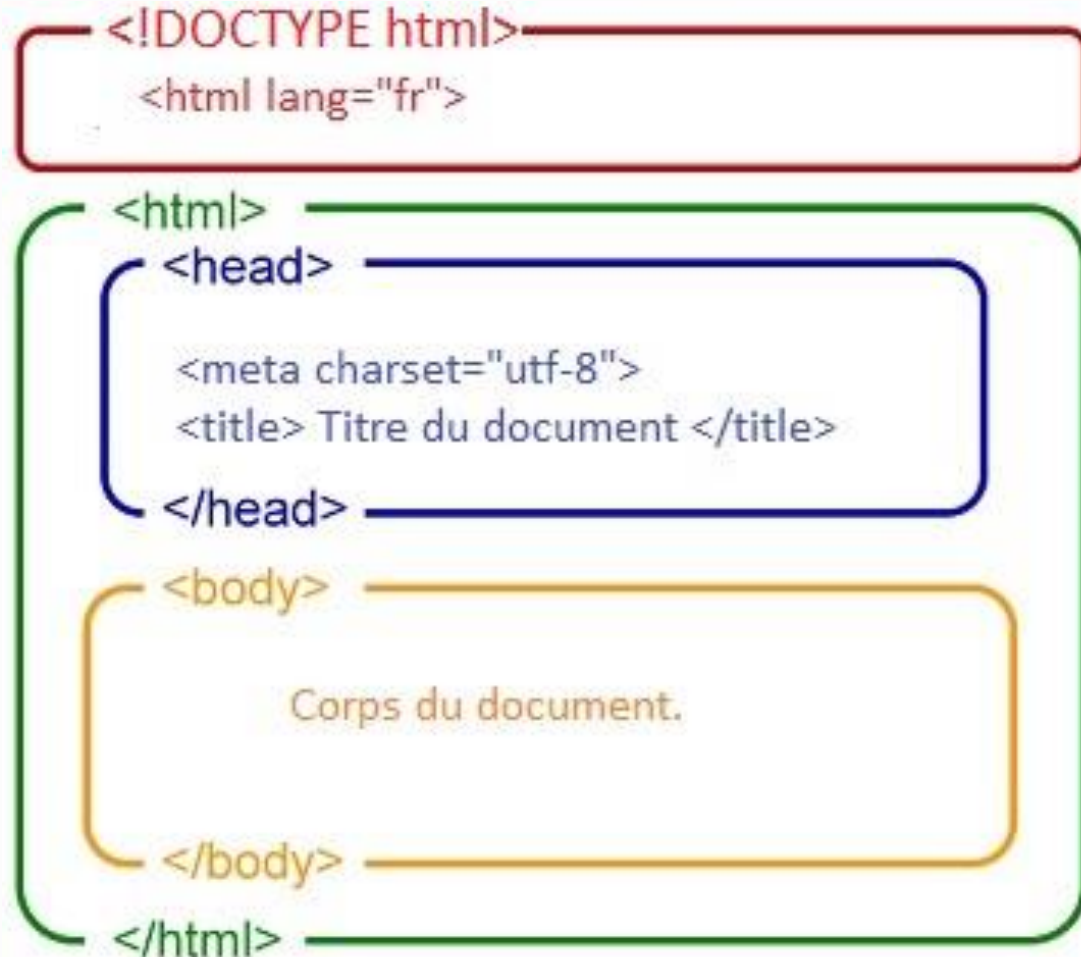 <!DOCTYPE html>
<html lang="fr">
<html>
<head>
<meta charset="utf-8">
<title> Titre du document </title>
</head>
<body>
Corps du document.
</body>
</html>